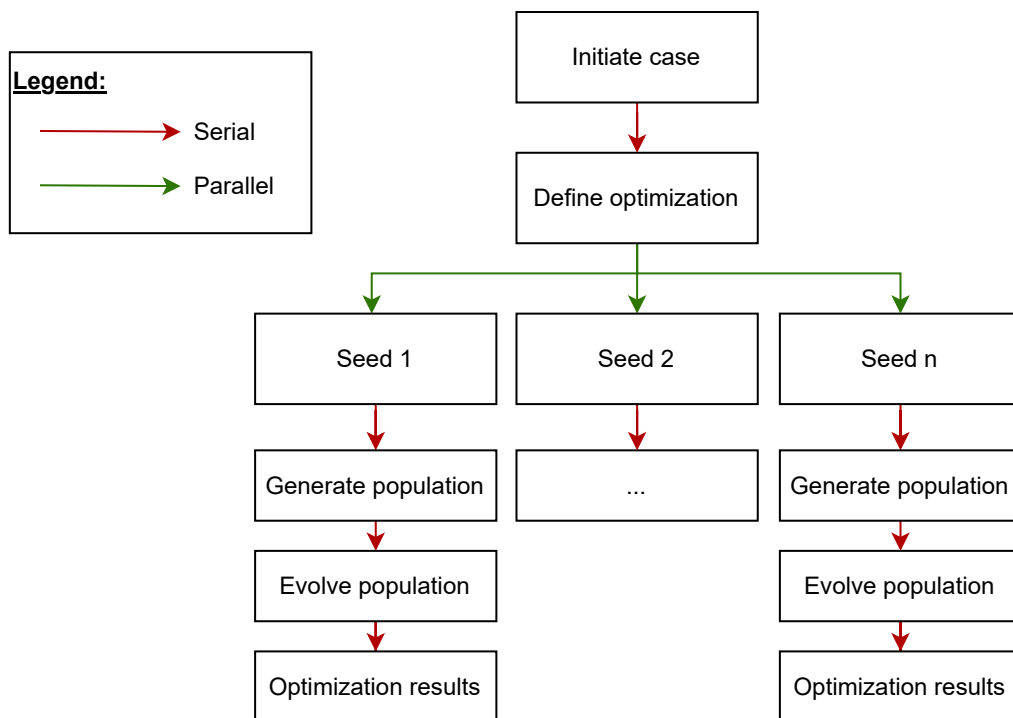 Legend:
Serial
Parallel
Initiate case
Define optimization
Seed 1
Seed 2
Seed n
Generate population
...
Generate population
Evolve population
Evolve population
Optimization results
Optimization results